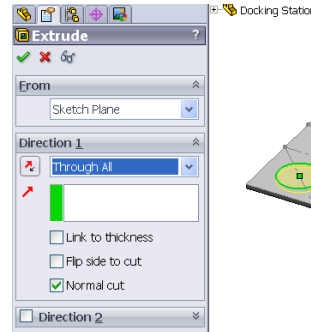 Docking Station
Extrude ?
From
Sketch Plane
Direction 1
Through All
Link to thickness
Flip side to cut
Normal cut
Direction 2